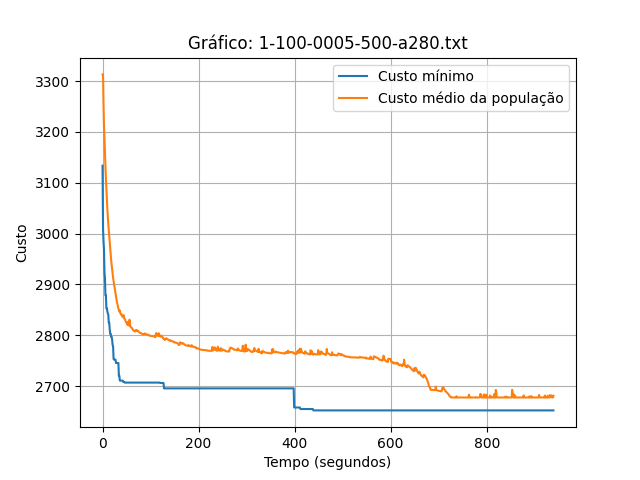 Gráfico: 1-100-0005-500-a280.txt
Custo mínimo
Custo médio da população
Custo
3300
3200
3100
3000
2900
2800
2700
0
200
400
600
800
Tempo (segundos)